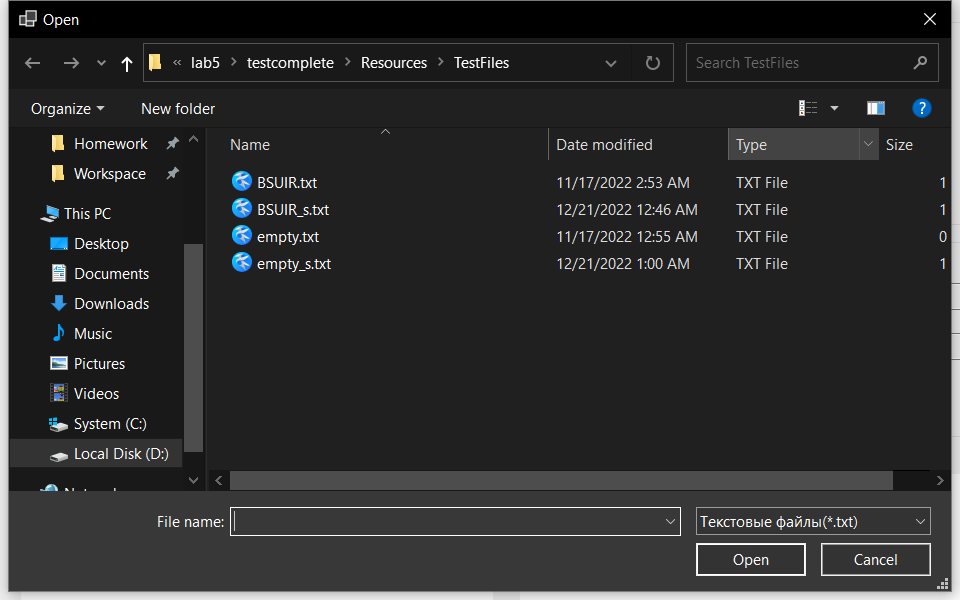 Open
« lab5 > testcomplete > Resources > TestFiles
Search TestFiles
Organize
New folder
?
Homework
Workspace
This PC
Desktop
Documents
Downloads
Music
Pictures
Videos
System (C:)
Local Disk (D:)
Name Date modified Type Size
BSUIR.txt 11/17/2022 2:53 AM TXT File 1
BSUIR_s.txt 12/21/2022 12:46 AM TXT File 1
empty.txt 11/17/2022 12:55 AM TXT File 0
empty_s.txt 12/21/2022 1:00 AM TXT File 1
File name:
Текстовые файлы(*.txt)
Open
Cancel